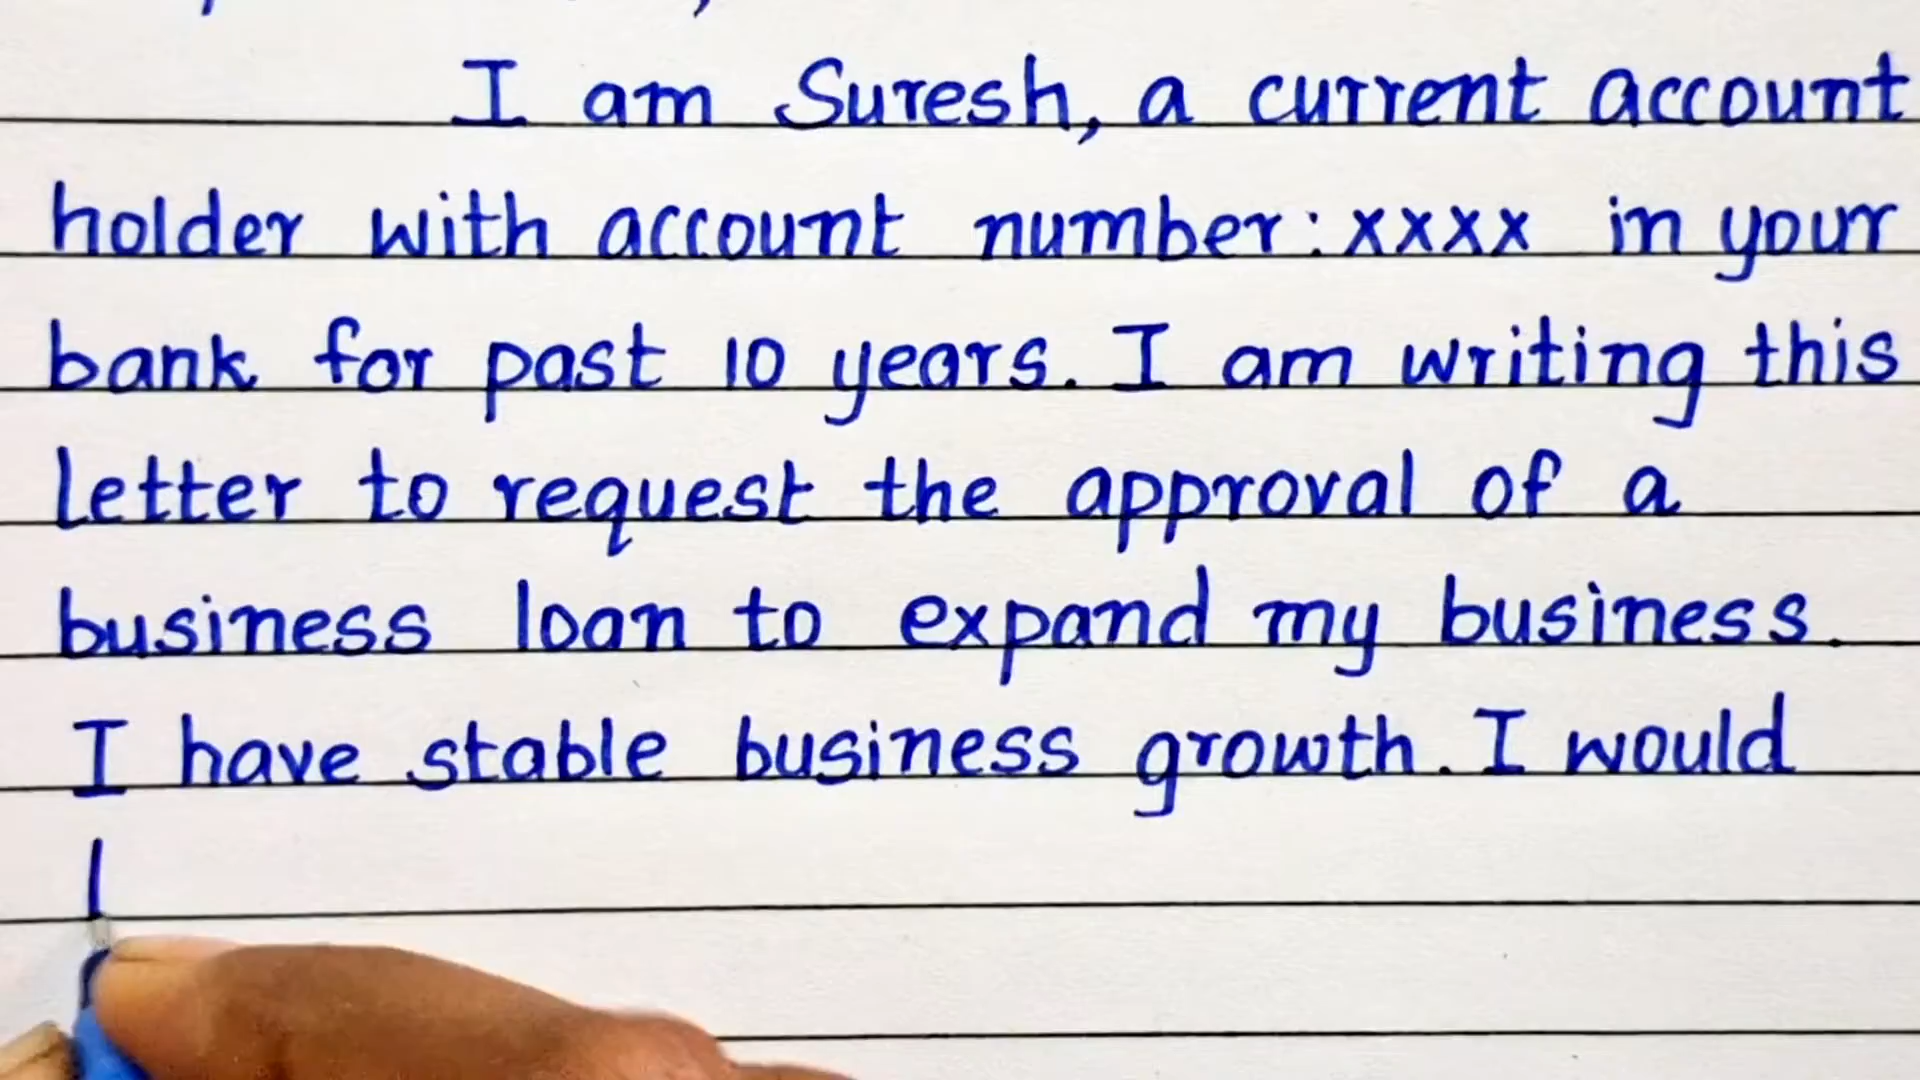 I am Suresh, a current account
holder with account number: xxxx in your
bank for past 10 years. I am writing this
letter to request the approval of a
business loan to expand my business.
I have stable business growth. I would
l